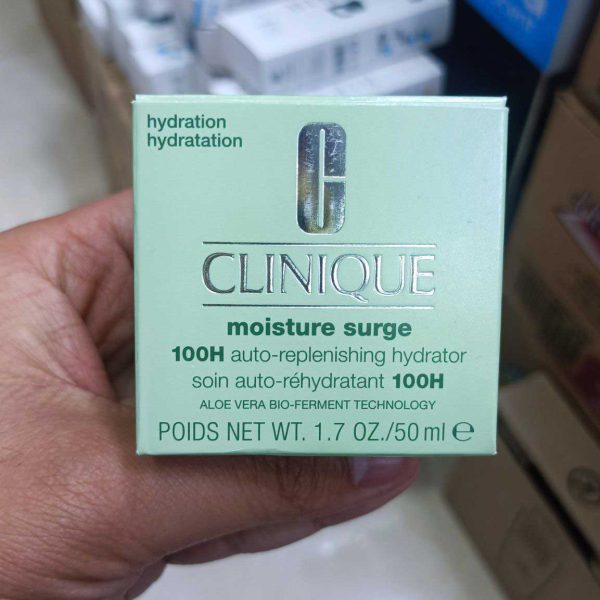 hydration
hydratation
C
CLINIQUE
moisture surge
100H auto-replenishing hydrator
soin auto-réhydratant 100H
ALOE VERA BIO-FERMENT TECHNOLOGY
POIDS NET WT. 1.7 OZ./50 ml ℮